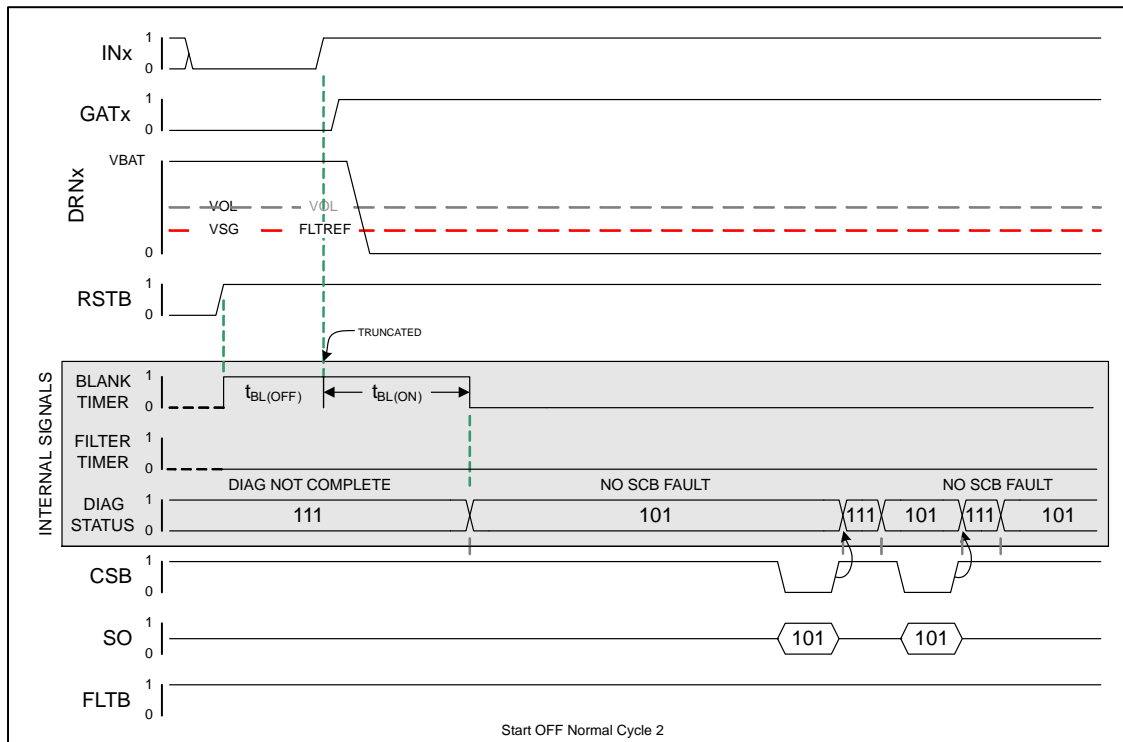 INx
1
0
GATx
1
0
DRNx
VBAT
0
VOL VOL
VSG FLTREF
RSTB
1
0
TRUNCATED
INTERNAL SIGNALS
BLANK
TIMER
1
0
tBL(OFF) tBL(ON)
FILTER
TIMER
1
0
DIAG NOT COMPLETE NO SCB FAULT NO SCB FAULT
DIAG
STATUS
1
0
111 101 111 101 111 101
CSB
1
0
SO
1
0
101 101
FLTB
1
0
Start OFF Normal Cycle 2